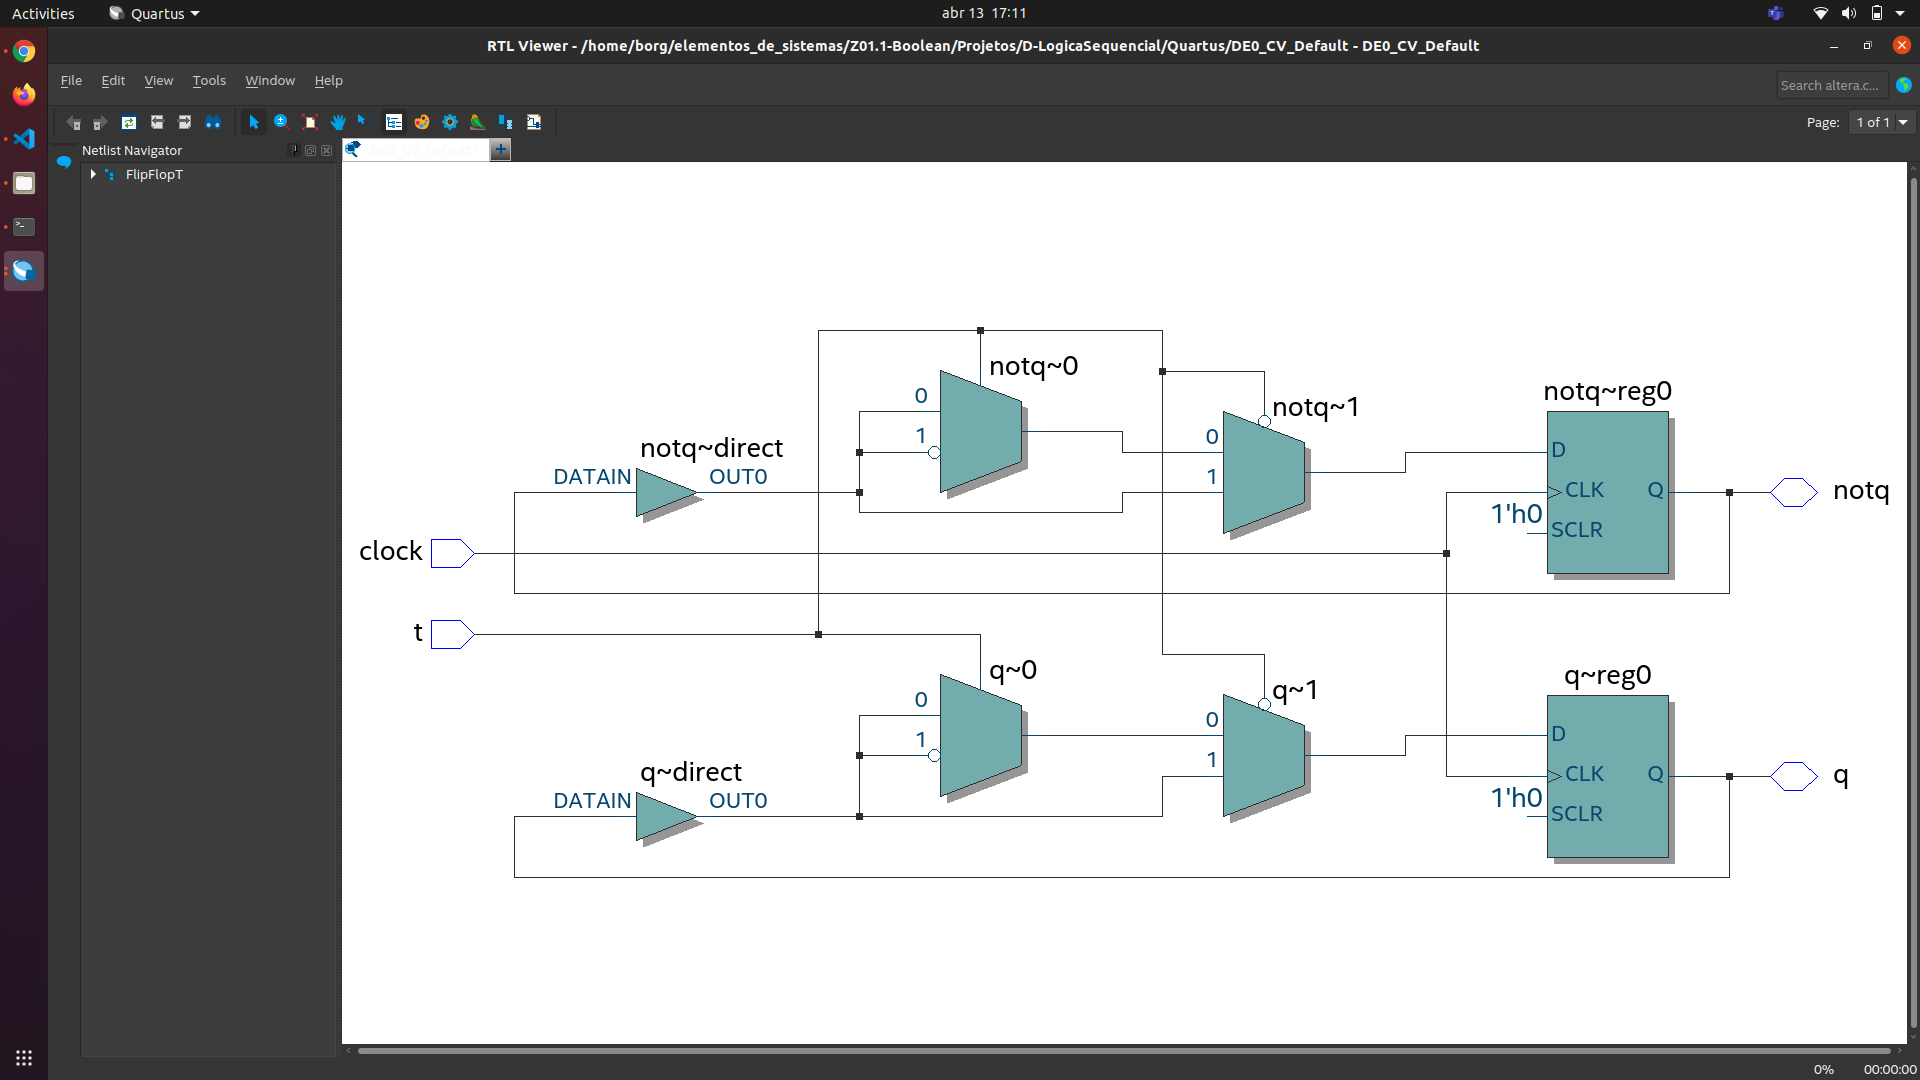 Activities
Quartus
abr 13 17:11
RTL Viewer - /home/borg/elementos_de_sistemas/Z01.1-Boolean/Projetos/D-LogicaSequencial/Quartus/DE0_CV_Default - DE0_CV_Default
File Edit View Tools Window Help
Search altera.c...
Page: 1 of 1
Netlist Navigator
FlipFlopT
notq~0
0
1
notq~1
0
1
notq~reg0
D
CLK
Q
1'h0
SCLR
notq
notq~direct
DATAIN
OUT0
clock
t
q~0
0
1
q~1
0
1
q~reg0
D
CLK
Q
1'h0
SCLR
q
q~direct
DATAIN
OUT0
0%
00:00:00